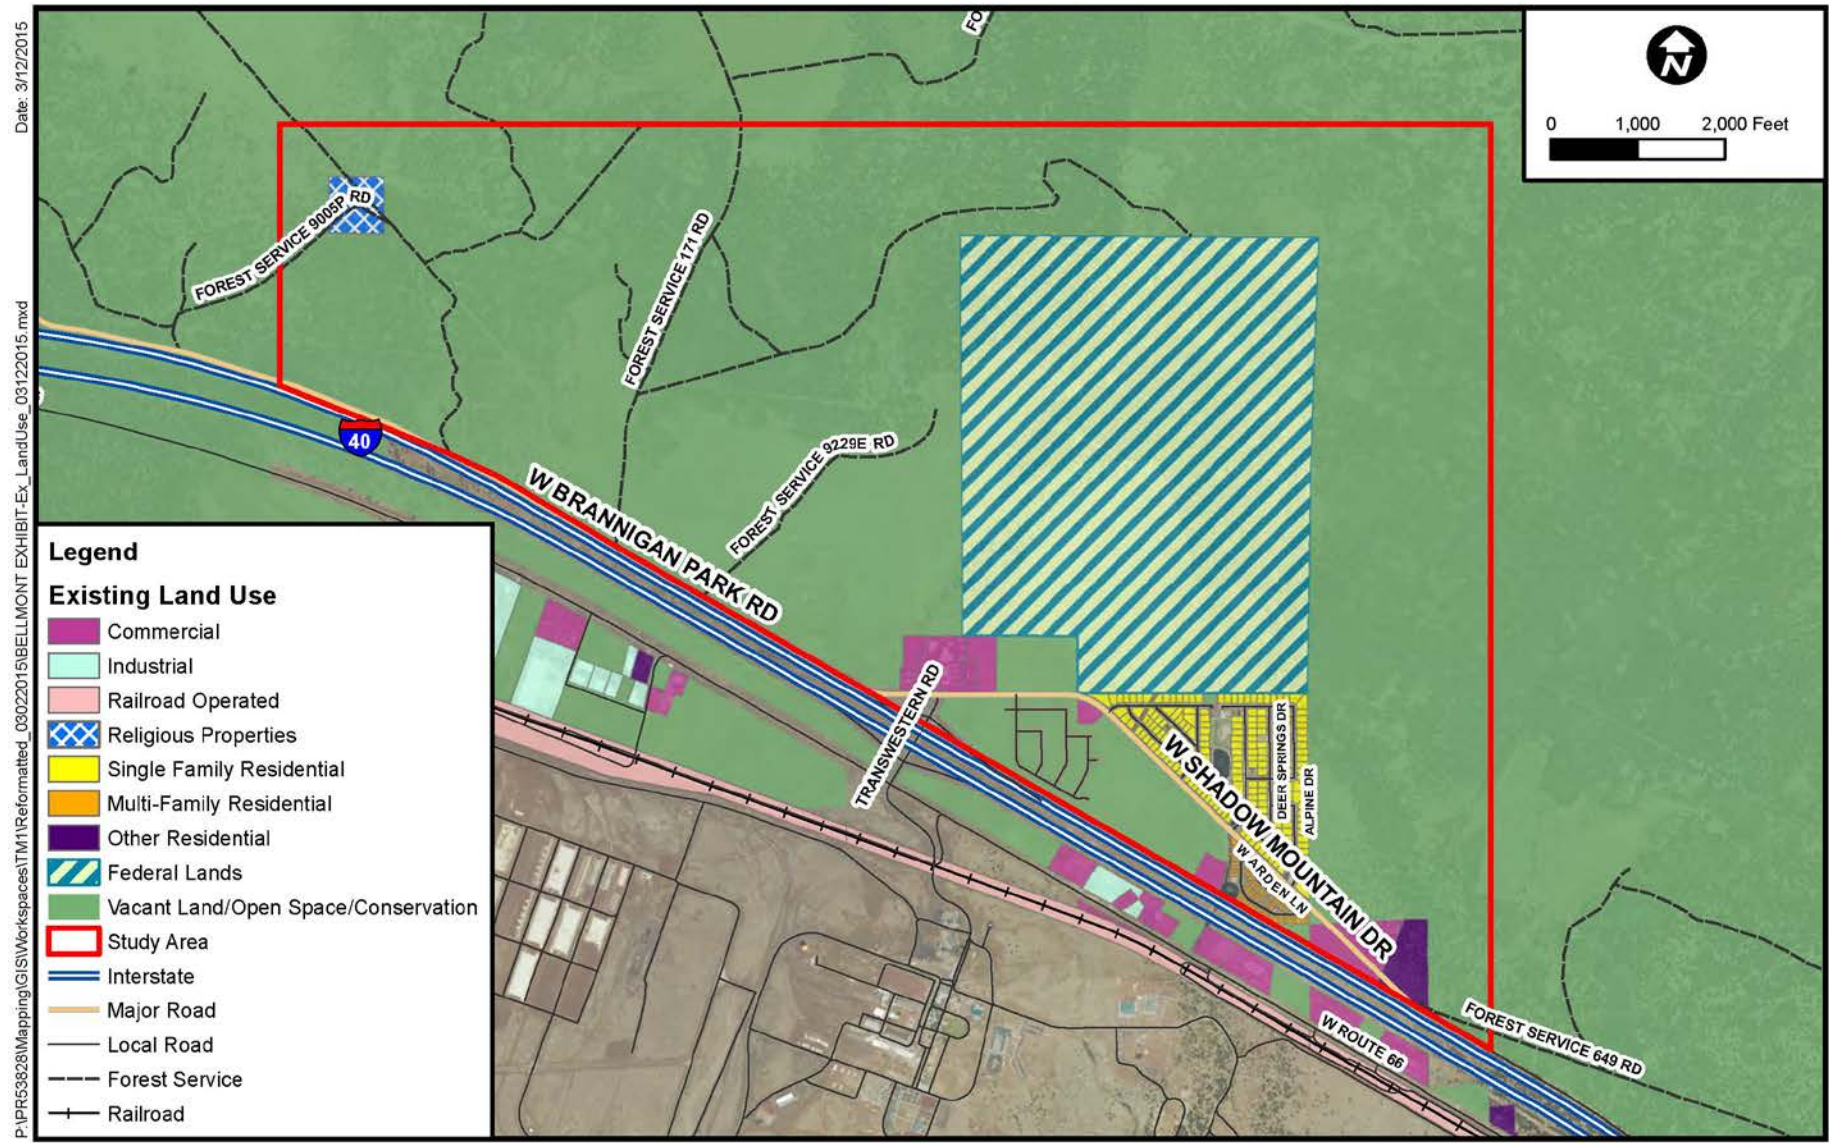 Date: 3/12/2015
P:\PR53828\Mapping\GIS\Workspaces\TM1\Reformatted_03022015\BELLMONT EXHIBIT-Ex_LandUse_03122015.mxd
FO
N
0 1,000 2,000 Feet
FOREST SERVICE 9005P RD
FOREST SERVICE 171 RD
40
FOREST SERVICE 9229E RD
W BRANNIGAN PARK RD
TRANSWESTERN RD
W SHADOW MOUNTAIN DR
DEER SPRINGS DR
ALPINE DR
W ARDEN LN
FOREST SERVICE 649 RD
W ROUTE 66
Legend
Existing Land Use
Commercial
Industrial
Railroad Operated
Religious Properties
Single Family Residential
Multi-Family Residential
Other Residential
Federal Lands
Vacant Land/Open Space/Conservation
Study Area
Interstate
Major Road
Local Road
Forest Service
Railroad